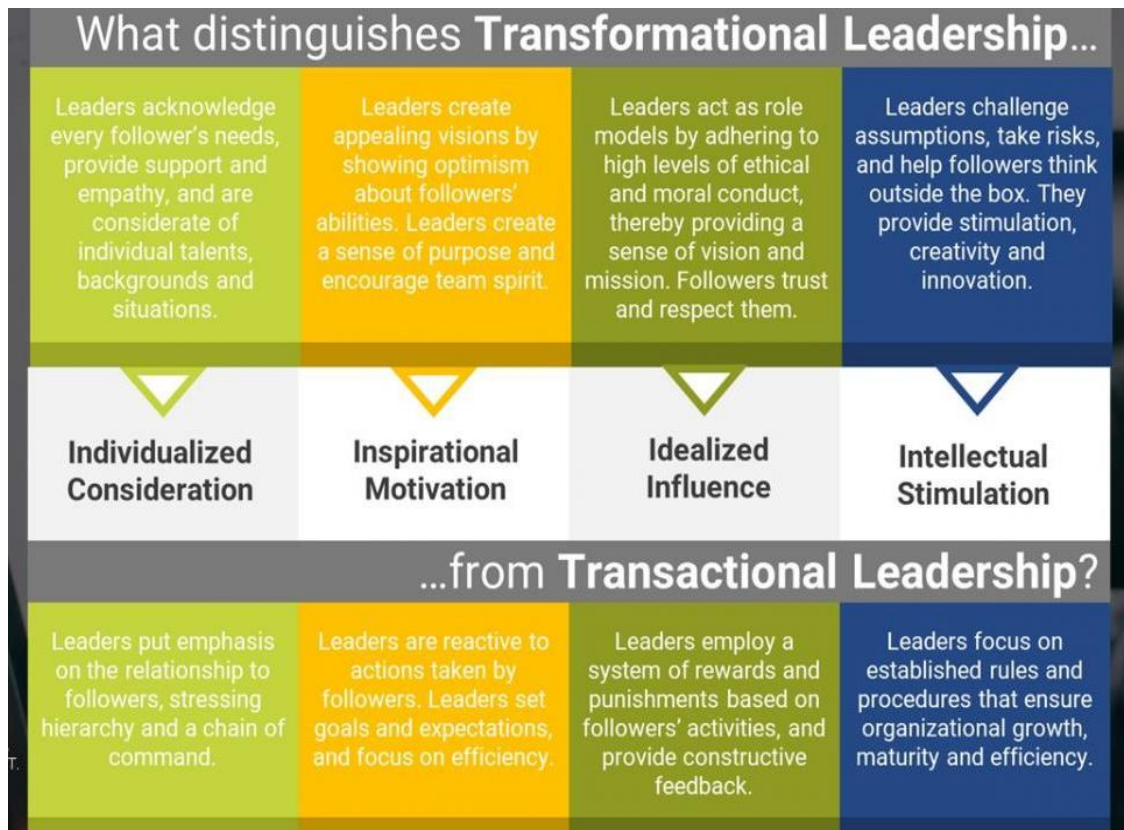 What distinguishes Transformational Leadership...
Leaders acknowledge
every follower's needs,
provide support and
empathy, and are
considerate of
individual talents,
backgrounds and
situations.
Leaders create
appealing visions by
showing optimism
about followers'
abilities. Leaders create
a sense of purpose and
encourage team spirit.
Leaders act as role
models by adhering to
high levels of ethical
and moral conduct,
thereby providing a
sense of vision and
mission. Followers trust
and respect them.
Leaders challenge
assumptions, take risks,
and help followers think
outside the box. They
provide stimulation,
creativity and
innovation.
Individualized
Consideration
Inspirational
Motivation
Idealized
Influence
Intellectual
Stimulation
...from Transactional Leadership?
Leaders put emphasis
on the relationship to
followers, stressing
hierarchy and a chain of
command.
Leaders are reactive to
actions taken by
followers. Leaders set
goals and expectations,
and focus on efficiency.
Leaders employ a
system of rewards and
punishments based on
followers' activities, and
provide constructive
feedback.
Leaders focus on
established rules and
procedures that ensure
organizational growth,
maturity and efficiency.